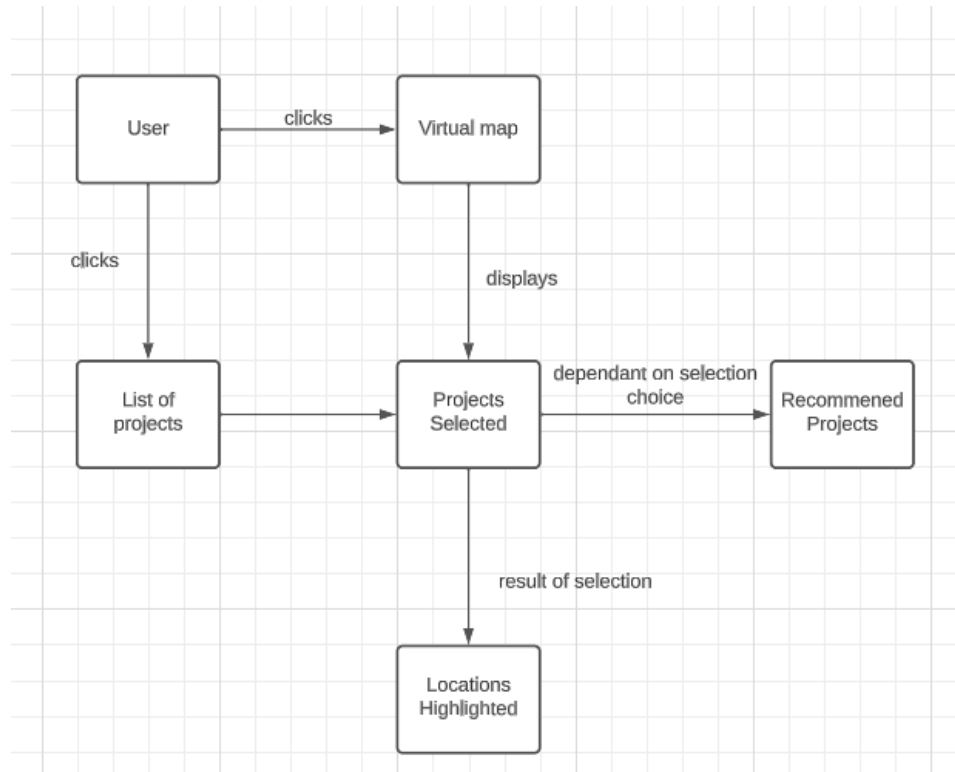 User
clicks
Virtual map
clicks
displays
List of
projects
Projects
Selected
dependant on selection
choice
Recommened
Projects
result of selection
Locations
Highlighted